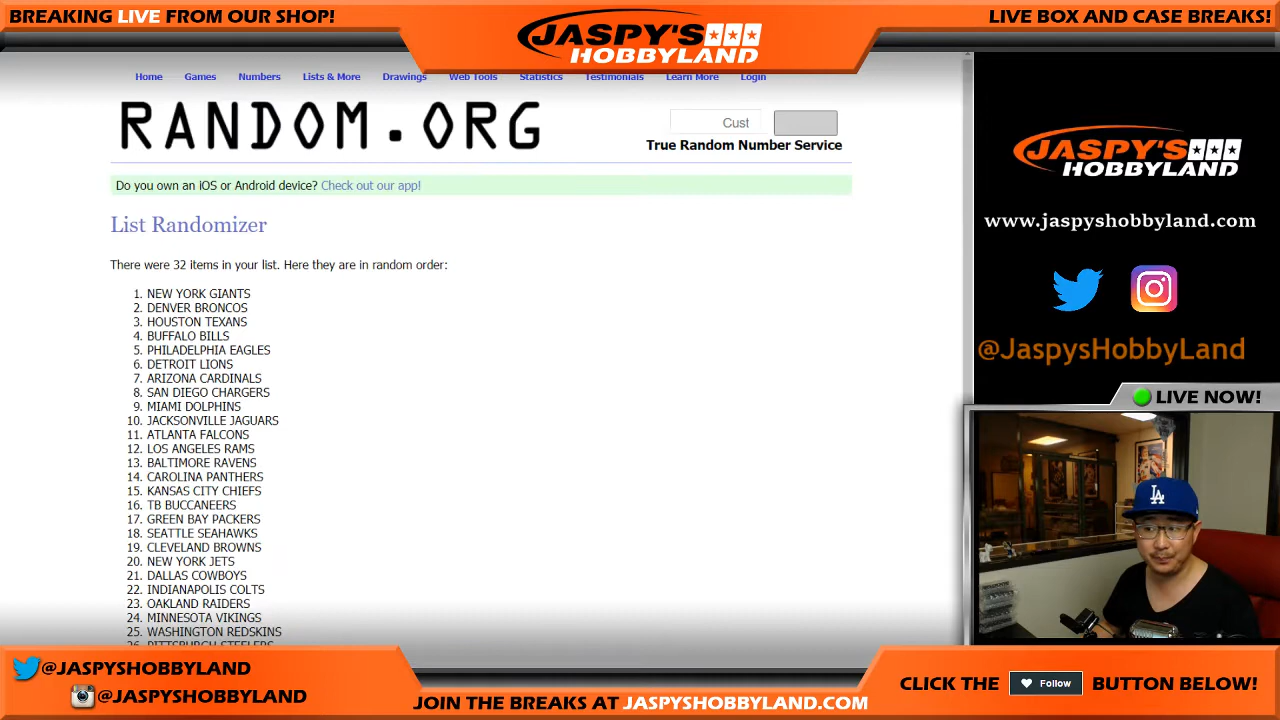 BREAKING LIVE FROM OUR SHOP!
JASPY'S
HOBBYLAND
LIVE BOX AND CASE BREAKS!
Home Games Numbers Lists & More Drawings Web Tools Statistics Testimonials Learn More Login
RANDOM.ORG
Cust
True Random Number Service
Do you own an iOS or Android device? Check out our app!
List Randomizer
There were 32 items in your list. Here they are in random order:
1. NEW YORK GIANTS
2. DENVER BRONCOS
3. HOUSTON TEXANS
4. BUFFALO BILLS
5. PHILADELPHIA EAGLES
6. DETROIT LIONS
7. ARIZONA CARDINALS
8. SAN DIEGO CHARGERS
9. MIAMI DOLPHINS
10. JACKSONVILLE JAGUARS
11. ATLANTA FALCONS
12. LOS ANGELES RAMS
13. BALTIMORE RAVENS
14. CAROLINA PANTHERS
15. KANSAS CITY CHIEFS
16. TB BUCCANEERS
17. GREEN BAY PACKERS
18. SEATTLE SEAHAWKS
19. CLEVELAND BROWNS
20. NEW YORK JETS
21. DALLAS COWBOYS
22. INDIANAPOLIS COLTS
23. OAKLAND RAIDERS
24. MINNESOTA VIKINGS
25. WASHINGTON REDSKINS
26. PITTSBURGH STEELERS
JASPY'S
HOBBYLAND
www.jaspyshobbyland.com
@JaspysHobbyLand
LIVE NOW!
LA
@JASPYSHOBBYLAND
@JASPYSHOBBYLAND
JOIN THE BREAKS AT JASPYSHOBBYLAND.COM
CLICK THE Follow BUTTON BELOW!